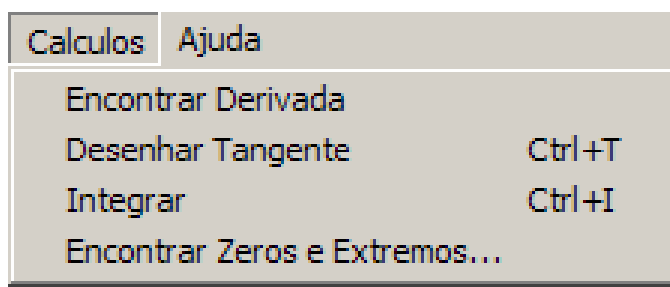 Calculos Ajuda
Encontrar Derivada
Desenhar Tangente Ctrl+T
Integrar Ctrl+I
Encontrar Zeros e Extremos...